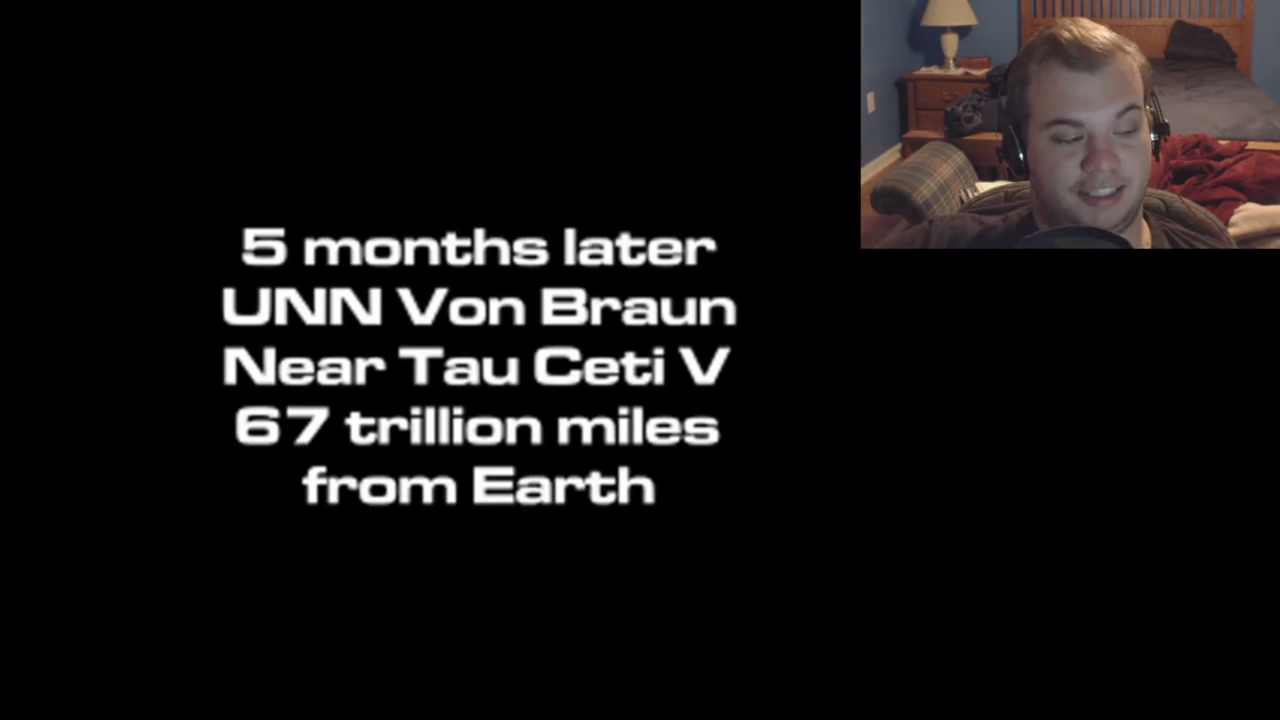 5 months later
UNN Von Braun
Near Tau Ceti V
67 trillion miles
from Earth